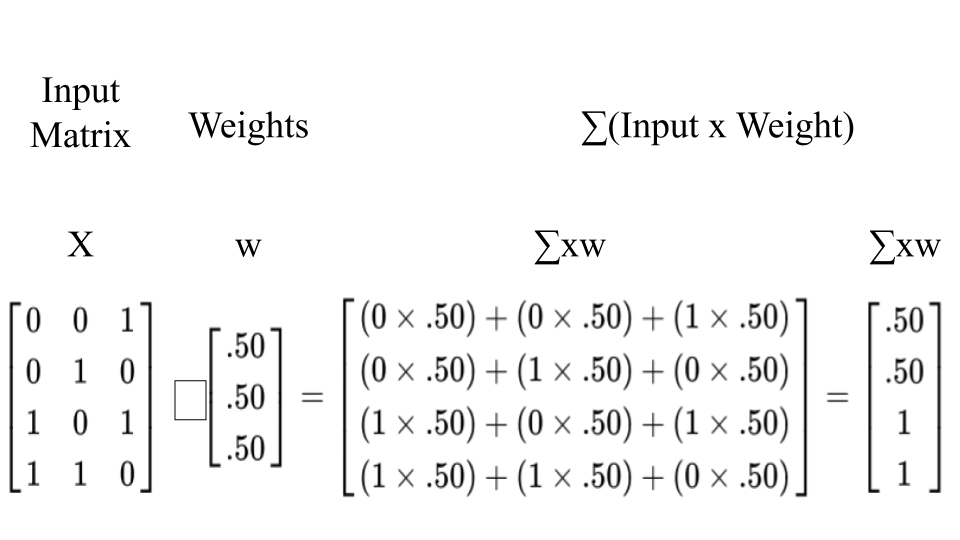 Input
Matrix
Weights
∑(Input x Weight)
X
w
∑xw
∑xw
0 0 1
0 1 0
1 0 1
1 1 0
.50
.50
.50
=
(0 × .50) + (0 × .50) + (1 × .50)
(0 × .50) + (1 × .50) + (0 × .50)
(1 × .50) + (0 × .50) + (1 × .50)
(1 × .50) + (1 × .50) + (0 × .50)
=
.50
.50
1
1